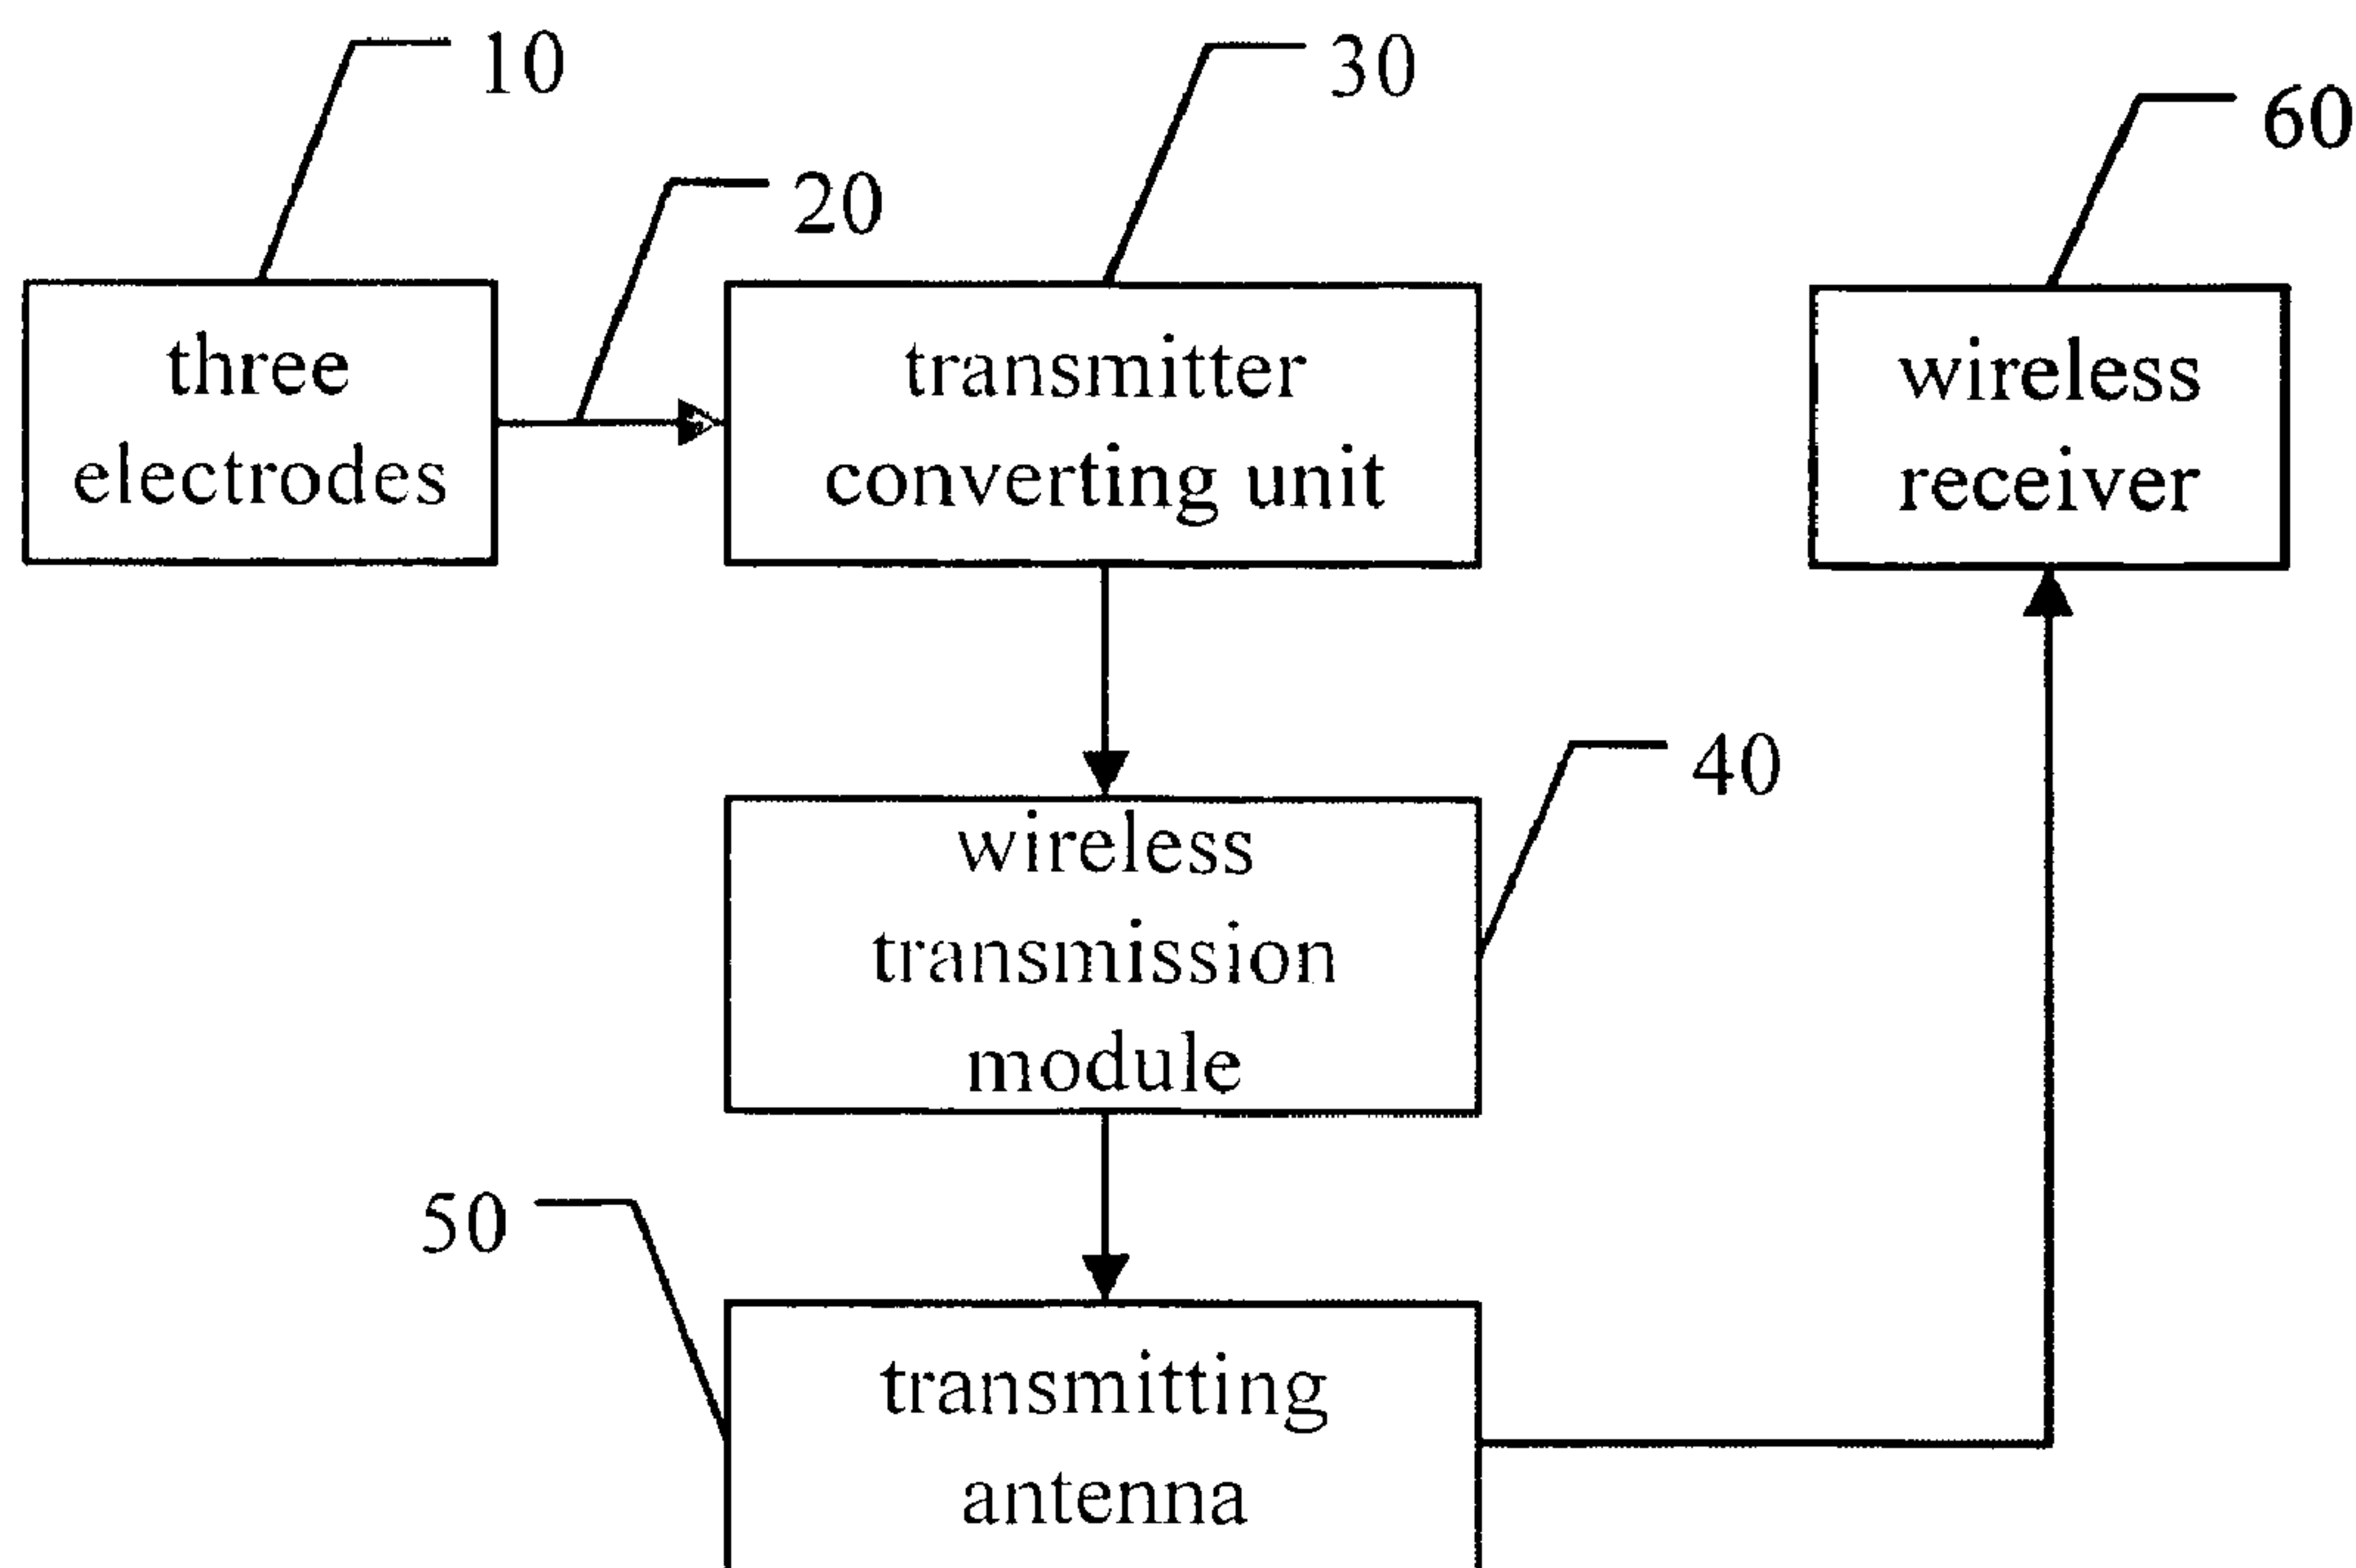 10
30
60
20
three
electrodes
transmitter
converting unit
wireless
receiver
40
wireless
transmission
module
50
transmitting
antenna